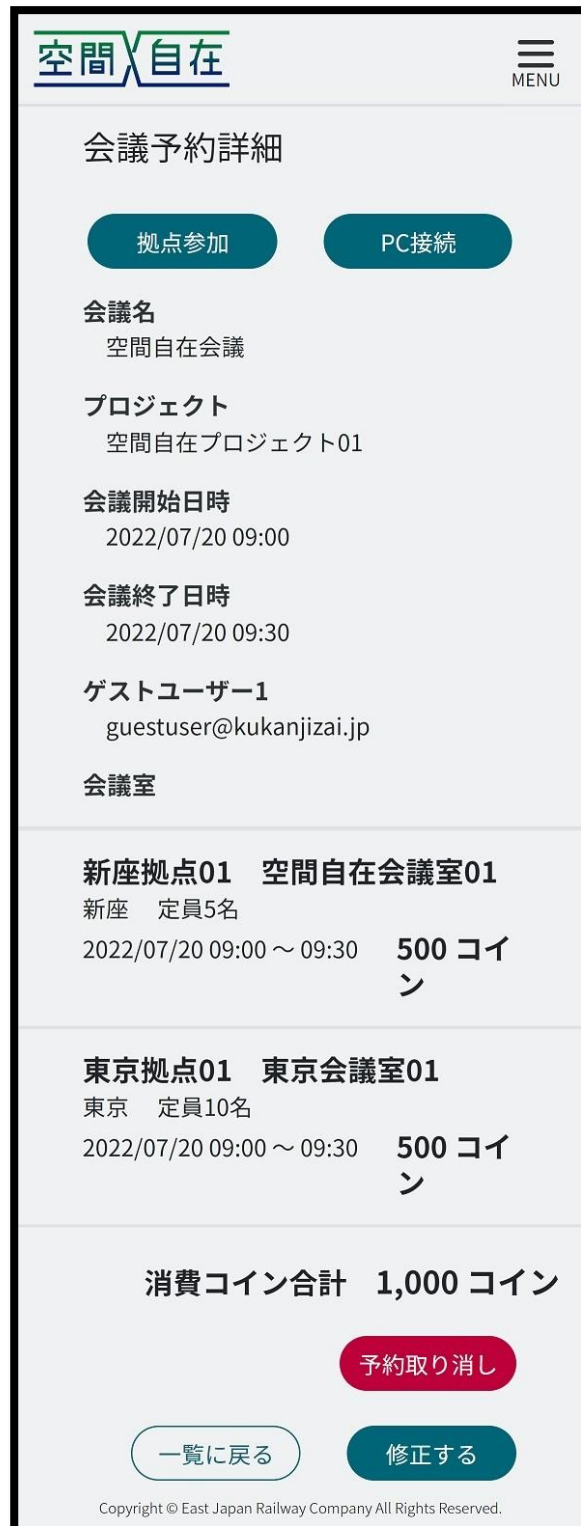 空間自在
MENU
会議予約詳細
拠点参加 PC接続
会議名
空間自在会議
プロジェクト
空間自在プロジェクト01
会議開始日時
2022/07/20 09:00
会議終了日時
2022/07/20 09:30
ゲストユーザー1
guestuser@kukanjizai.jp
会議室
新座拠点01 空間自在会議室01
新座 定員5名
2022/07/20 09:00 ～ 09:30 500 コイ
ン
東京拠点01 東京会議室01
東京 定員10名
2022/07/20 09:00 ～ 09:30 500 コイ
ン
消費コイン合計 1,000 コイン
予約取り消し
一覧に戻る 修正する
Copyright © East Japan Railway Company All Rights Reserved.